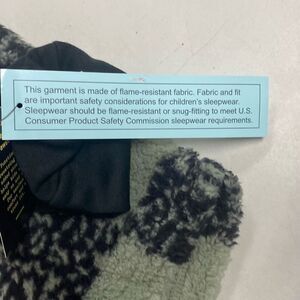 This garment is made of flame-resistant fabric. Fabric and fit
are important safety considerations for children's sleepwear.
Sleepwear should be flame-resistant or snug-fitting to meet U.S.
Consumer Product Safety Commission sleepwear requirements.